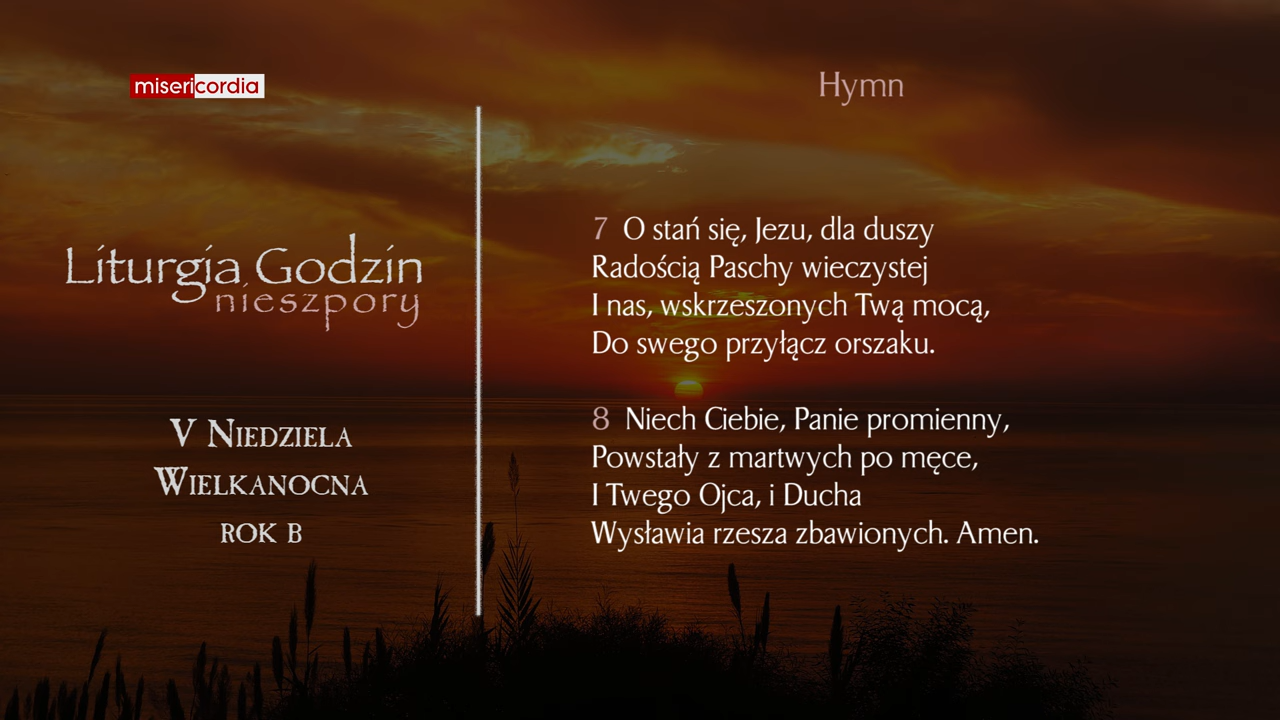 misericordia
Liturgia Godzin
nieszpory
V Niedziela
Wielkanocna
rok B
Hymn
7 O stań się, Jezu, dla duszy
Radością Paschy wieczystej
I nas, wskrzeszonych Twą mocą,
Do swego przyłącz orszaku.
8 Niech Ciebie, Panie promienny,
Powstały z martwych po męce,
I Twego Ojca, i Ducha
Wysławia rzesza zbawionych. Amen.